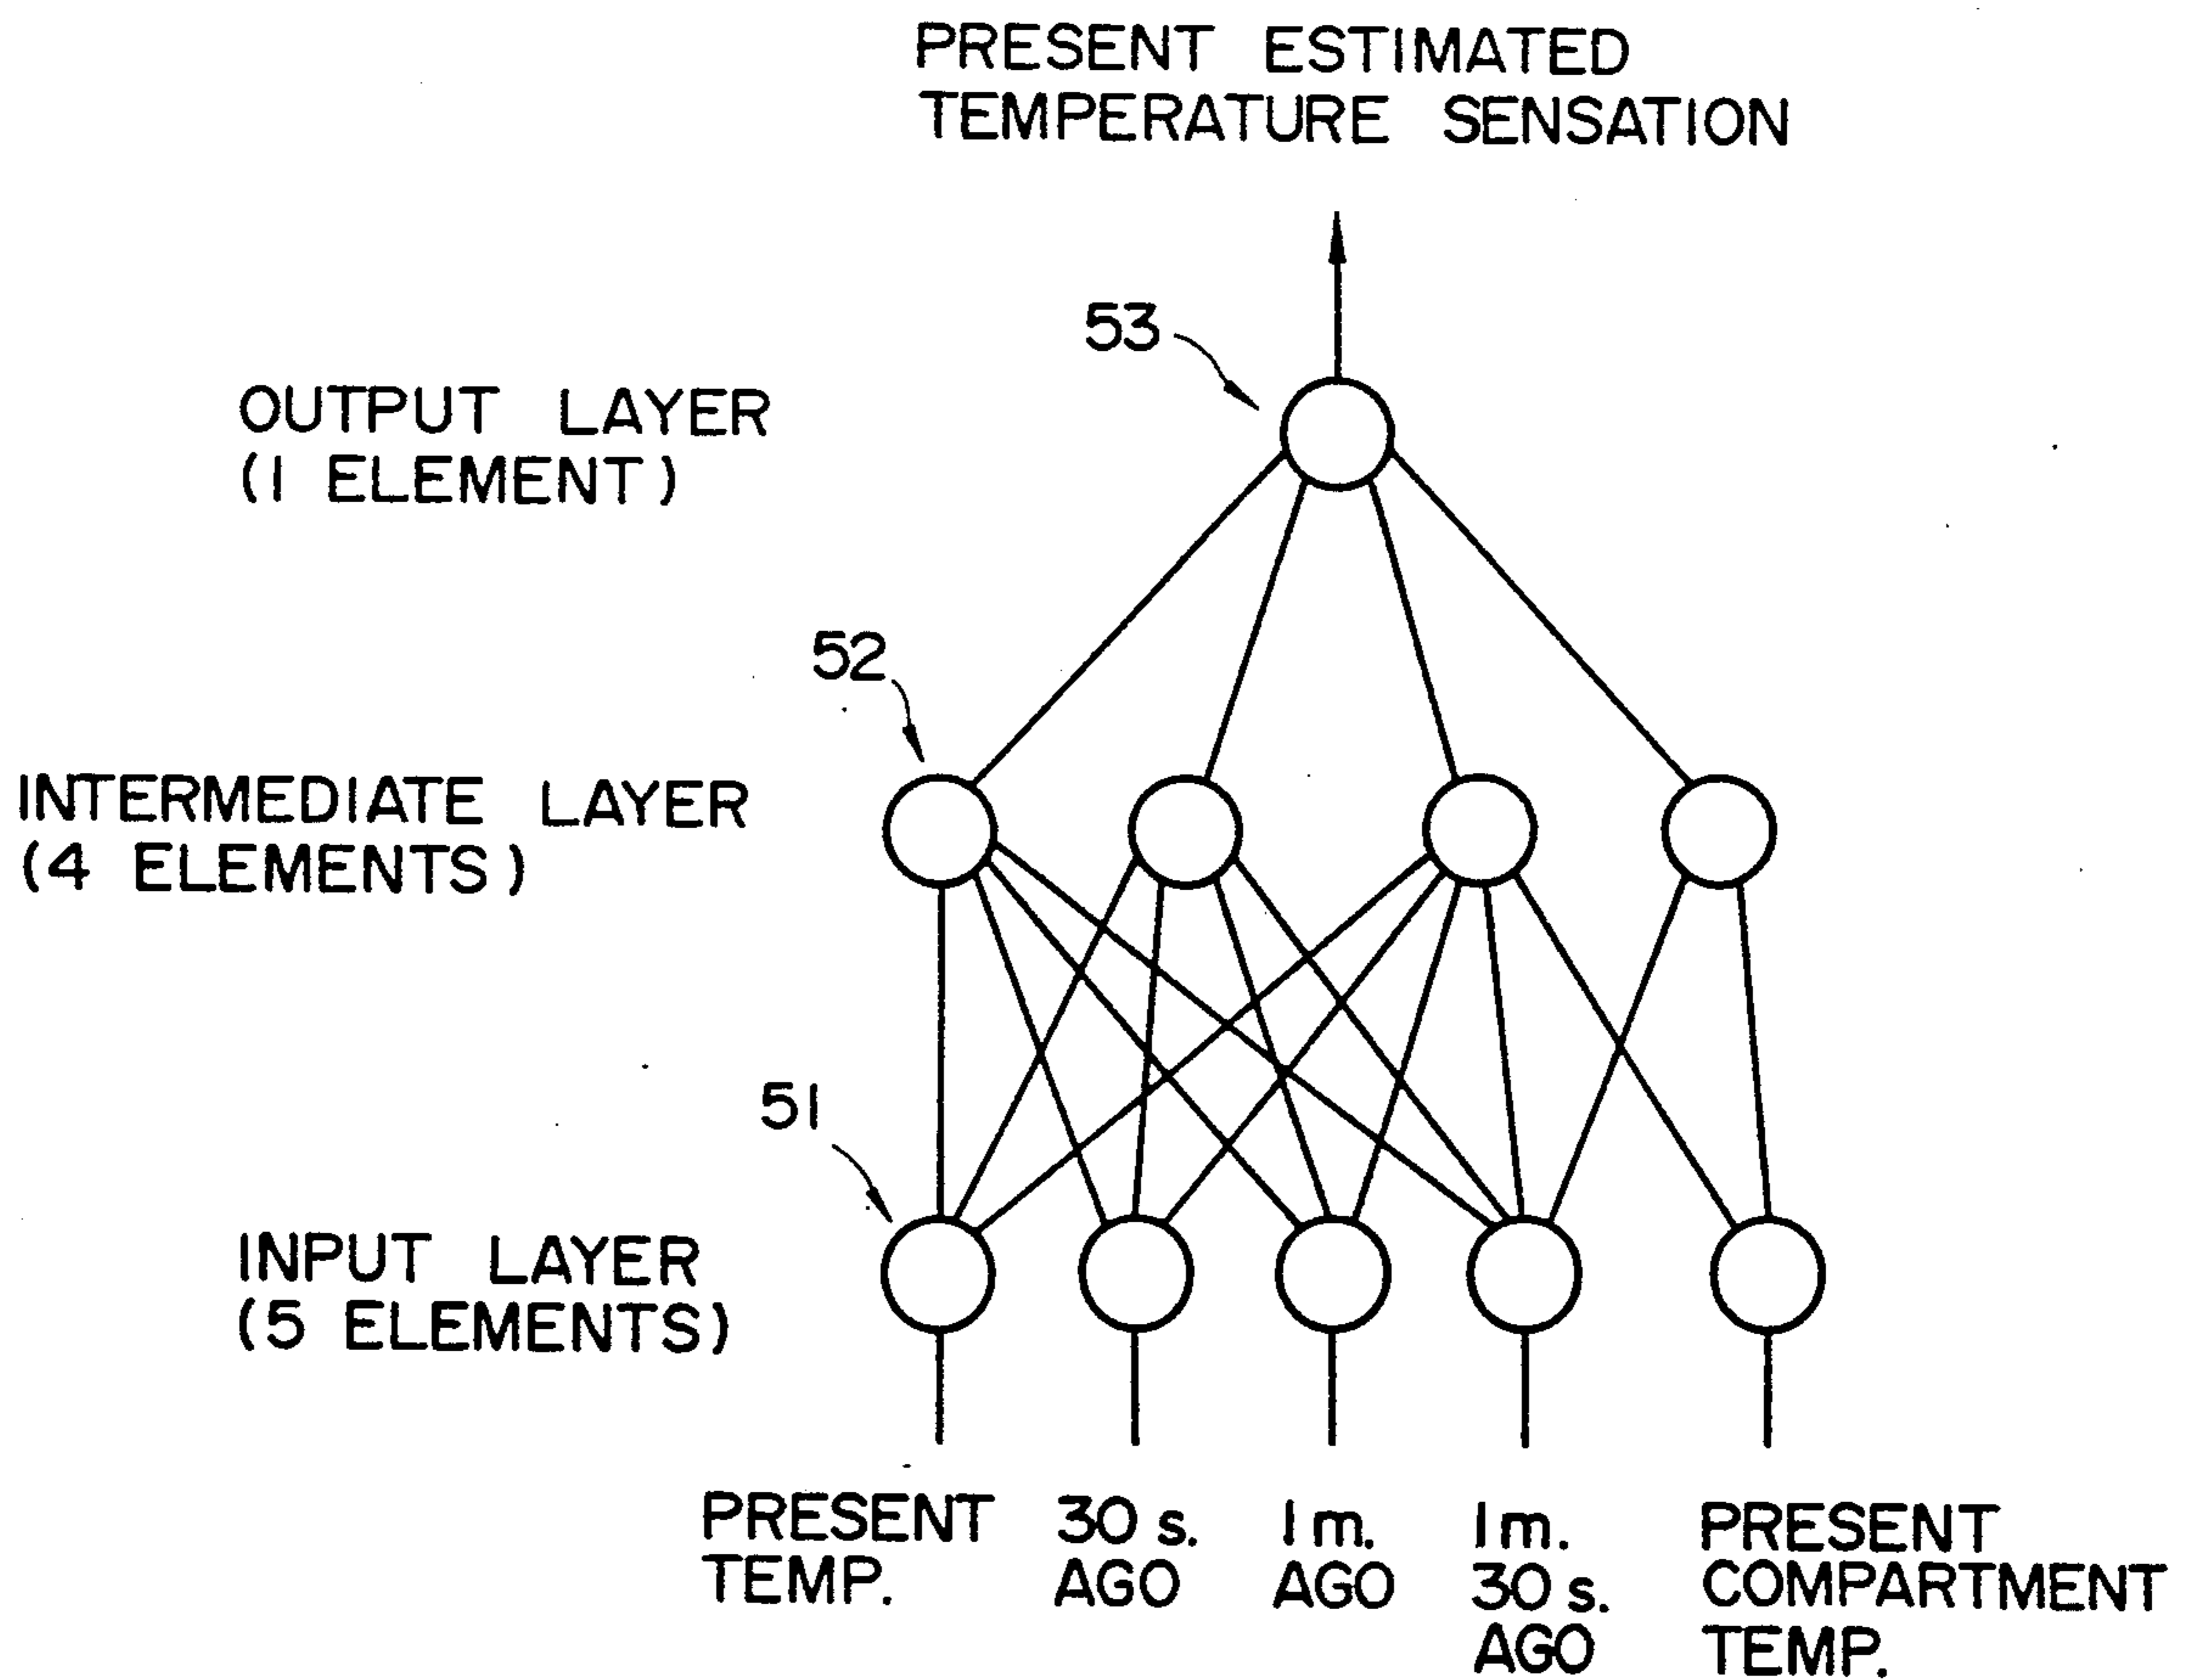 PRESENT ESTIMATED
TEMPERATURE SENSATION
53
OUTPUT LAYER
(1 ELEMENT)
52
INTERMEDIATE LAYER
(4 ELEMENTS)
51
INPUT LAYER
(5 ELEMENTS)
PRESENT
TEMP.
30 s.
AGO
1 m.
AGO
1 m.
30 s.
AGO
PRESENT
COMPARTMENT
TEMP.